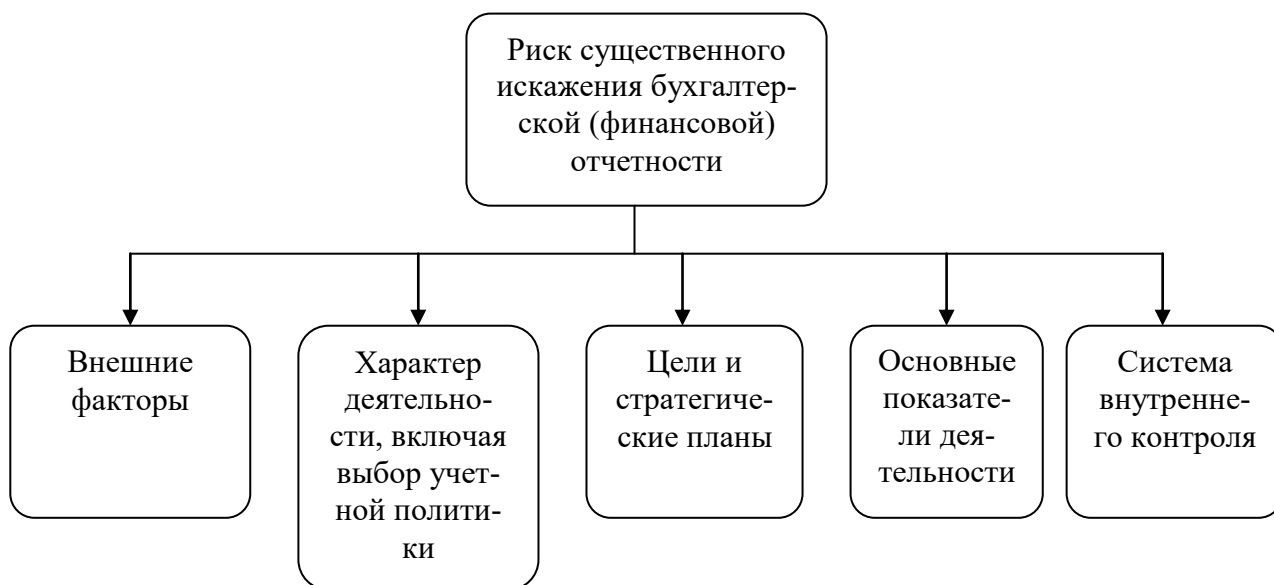 Риск существенного
искажения бухгалтер-
ской (финансовой)
отчетности
Внешние
факторы
Характер
деятельно-
сти, включая
выбор учет-
ной полити-
ки
Цели и
стратегиче-
ские планы
Основные
показате-
ли дея-
тельности
Система
внутренне-
го контроля